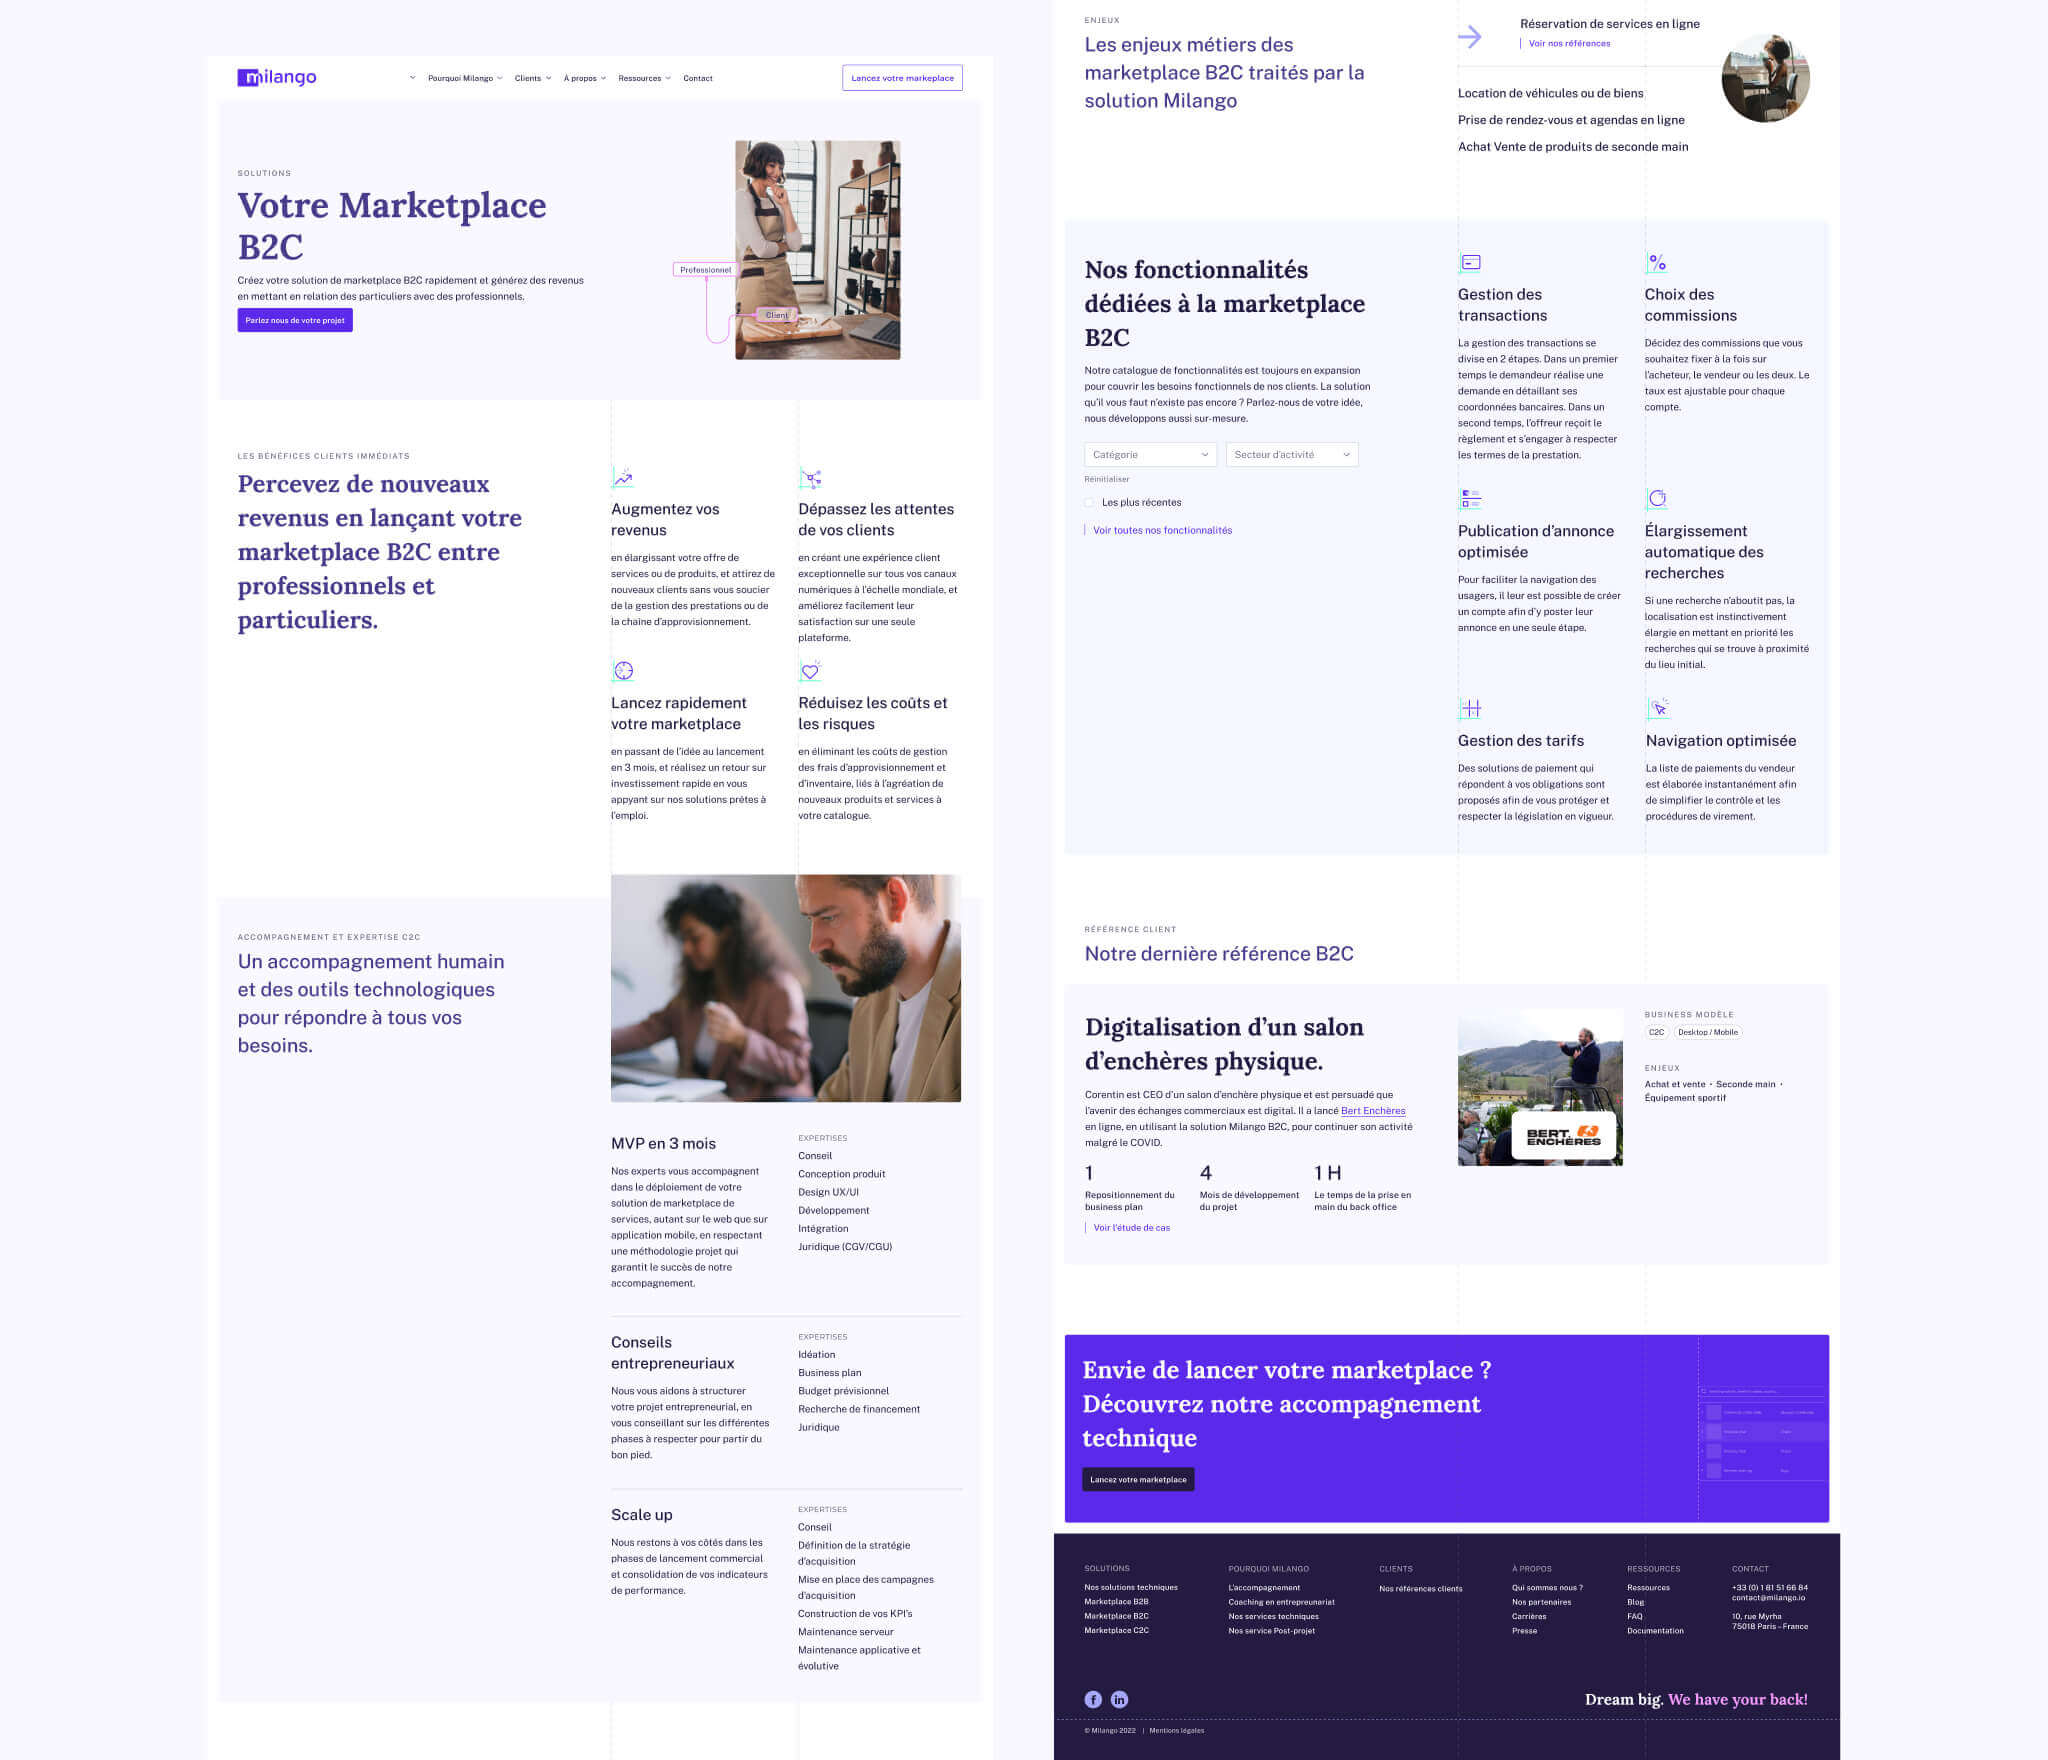 milango
Pourquoi Milango
Clients
À propos
Ressources
Contact
Lancez votre markeplace
SOLUTIONS
Votre Marketplace
B2C
Créez votre solution de marketplace B2C rapidement et générez des revenus
en mettant en relation des particuliers avec des professionnels.
Parlez nous de votre projet
Professionnel
Client
LES BÉNÉFICES CLIENTS IMMÉDIATS
Percevez de nouveaux
revenus en lançant votre
marketplace B2C entre
professionnels et
particuliers.
Augmentez vos
revenus
en élargissant votre offre de
services ou de produits, et attirez de
nouveaux clients sans vous soucier
de la gestion des prestations ou de
la chaîne d'approvisionnement.
Dépassez les attentes
de vos clients
en créant une expérience client
exceptionnelle sur tous vos canaux
numériques à l'échelle mondiale, et
améliorez facilement leur
satisfaction sur une seule
plateforme.
Lancez rapidement
votre marketplace
en passant de l'idée au lancement
en 3 mois, et réalisez un retour sur
investissement rapide en vous
appyant sur nos solutions prêtes à
l'emploi.
Réduisez les coûts et
les risques
en éliminant les coûts de gestion
des frais d'approvisionnement et
d'inventaire, liés à l'agréation de
nouveaux produits et services à
votre catalogue.
ACCOMPAGNEMENT ET EXPERTISE C2C
Un accompagnement humain
et des outils technologiques
pour répondre à tous vos
besoins.
MVP en 3 mois
Nos experts vous accompagnent
dans le déploiement de votre
solution de marketplace de
services, autant sur le web que sur
application mobile, en respectant
une méthodologie projet qui
garantit le succès de notre
accompagnement.
EXPERTISES
Conseil
Conception produit
Design UX/UI
Développement
Intégration
Juridique (CGV/CGU)
Conseils
entrepreneuriaux
Nous vous aidons à structurer
votre projet entreprenerial, en
vous conseillant sur les différentes
phases à respecter pour partir du
bon pied.
EXPERTISES
Idéation
Business plan
Budget prévisionnel
Recherche de financement
Juridique
Scale up
Nous restons à vos côtés dans les
phases de lancement commercial
et consolidation de vos indicateurs
de performance.
EXPERTISES
Conseil
Définition de la stratégie
d'acquisition
Mise en place des campagnes
d'acquisition
Construction de vos KPI's
Maintenance serveur
Maintenance applicative et
évolutive
ENJEUX
Les enjeux métiers des
marketplace B2C traités par la
solution Milango
Réservation de services en ligne
Voir nos références
Location de véhicules ou de biens
Prise de rendez-vous et agendas en ligne
Achat Vente de produits de seconde main
Nos fonctionnalités
dédiées à la marketplace
B2C
Notre catalogue de fonctionnalités est toujours en expansion
pour couvrir les besoins fonctionnels de nos clients. La solution
qu'il vous faut n'existe pas encore ? Parlez-nous de votre idée,
nous développons aussi sur-mesure.
Catégorie
Secteur d'activité
Réinitialiser
Les plus récentes
Voir toutes nos fonctionnalités
Gestion des
transactions
La gestion des transactions se
divise en 2 étapes. Dans un premier
temps le demandeur réalise une
demande en détaillant ses
coordonnées bancaires. Dans un
second temps, l'offreur reçoit le
règlement et s'engager à respecter
les termes de la prestation.
Choix des
commissions
Décidez des commissions que vous
souhaitez fixer à la fois sur
l'acheteur, le vendeur ou les deux. Le
taux est ajustable pour chaque
compte.
Publication d'annonce
optimisée
Pour faciliter la navigation des
usagers, il leur est possible de créer
un compte afin d'y poster leur
annonce en une seule étape.
Élargissement
automatique des
recherches
Si une recherche n'aboutit pas, la
localisation est instinctivement
élargie en mettant en priorité les
recherches qui se trouve à proximité
du lieu initial.
Gestion des tarifs
Des solutions de paiement qui
répondent à vos obligations sont
proposés afin de vous protéger et
respecter la législation en vigueur.
Navigation optimisée
La liste de paiements du vendeur
est élaborée instantanément afin
de simplifier le contrôle et les
procédures de virement.
RÉFÉRENCE CLIENT
Notre dernière référence B2C
Digitalisation d'un salon
d'enchères physique.
Corentin est CEO d'un salon d'enchère physique et est persuadé que
l'avenir des échanges commerciaux est digital. Il a lancé Bert Enchères
en ligne, en utilisant la solution Milango B2C, pour continuer son activité
malgré le COVID.
1
Repositionnement du
business plan
4
Mois de développement
du projet
1 H
Le temps de la prise en
main du back office
Voir l'étude de cas
BERT.
ENCHÈRES
BUSINESS MODÈLE
C2C
Desktop / Mobile
ENJEUX
Achat et vente • Seconde main •
Équipement sportif
Envie de lancer votre marketplace ?
Découvrez notre accompagnement
technique
Lancez votre marketplace
SOLUTIONS
Nos solutions techniques
Marketplace B2B
Marketplace B2C
Marketplace C2C
POURQUOI MILANGO
L'accompagnement
Coaching en entrepreunariat
Nos services techniques
Nos service Post-projet
CLIENTS
Nos références clients
À PROPOS
Qui sommes nous ?
Nos partenaires
Carrières
Presse
RESSOURCES
Ressources
Blog
FAQ
Documentation
CONTACT
+33 (0) 1 81 51 66 84
contact@milango.io
10, rue Myrha
75018 Paris – France
f
in
Dream big. We have your back!
© Milango 2022 | Mentions légales